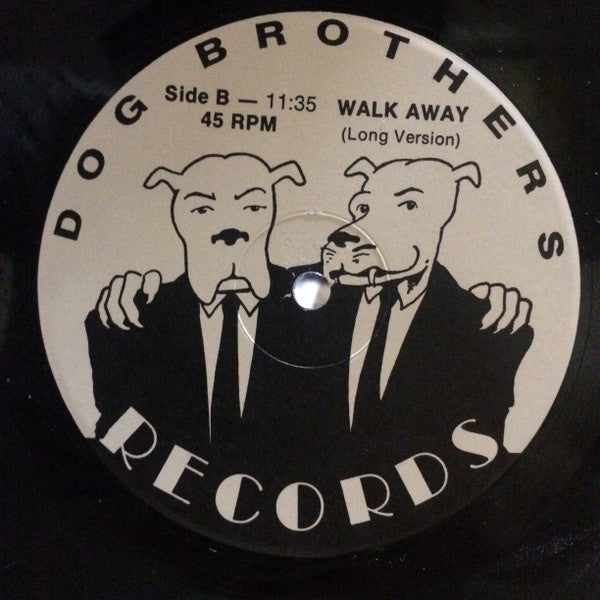 DOG BROTHERS
Side B — 11:35
45 RPM
WALK AWAY
(Long Version)
RECORDS